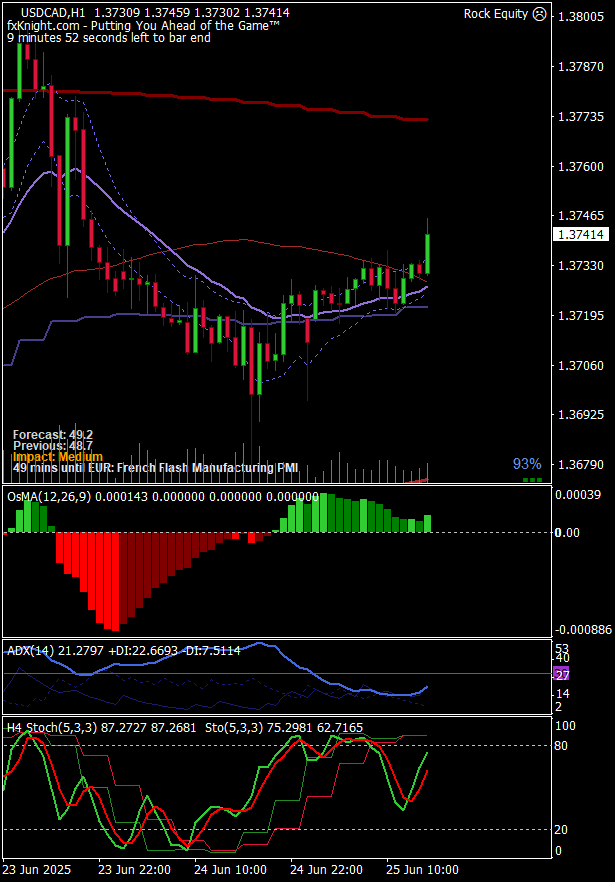 USDCAD,H1 1.37309 1.37459 1.37302 1.37414
Rock Equity ☹
fxKnight.com - Putting You Ahead of the Game™
9 minutes 52 seconds left to bar end
1.38005
1.37870
1.37735
1.37600
1.37465
1.37414
1.37330
1.37195
1.37060
1.36925
1.36790
Forecast: 49.2
Previous: 48.7
Impact: Medium
49 mins until EUR: French Flash Manufacturing PMI
93%
OsMA(12,26,9) 0.000143 0.000000 0.000000 0.000000
0.00039
0.00
-0.000886
ADX(14) 21.2797 +DI:22.6693 -DI:7.5114
53
40
27
14
2
H4 Stoch(5,3,3) 87.2727 87.2681 Sto(5,3,3) 75.2981 62.7165
100
80
20
0
23 Jun 2025
23 Jun 22:00
24 Jun 10:00
24 Jun 22:00
25 Jun 10:00